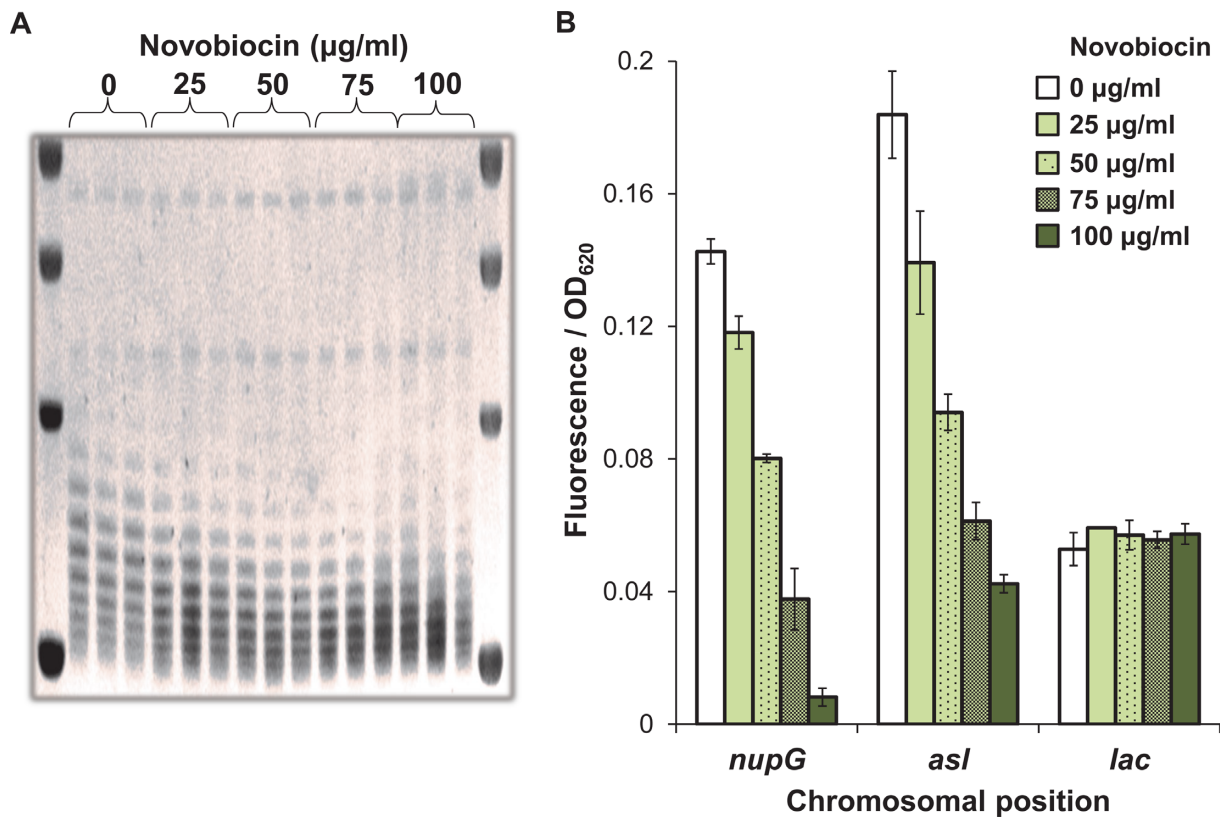 A
Novobiocin (µg/ml)
0 25 50 75 100
B
Novobiocin
0 µg/ml
25 µg/ml
50 µg/ml
75 µg/ml
100 µg/ml
Fluorescence / OD620
0.2
0.16
0.12
0.08
0.04
0
nupG asl lac
Chromosomal position